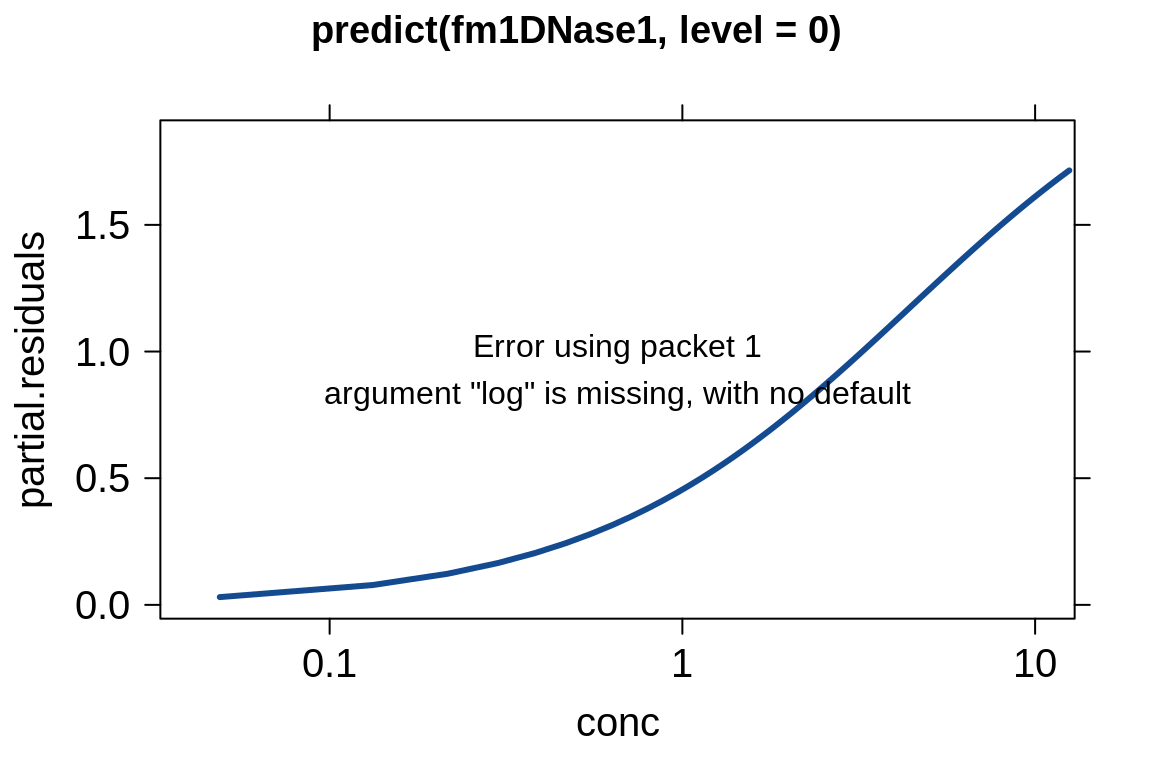 predict(fm1DNase1, level = 0)
partial.residuals
1.5
1.0
0.5
0.0
Error using packet 1
argument "log" is missing, with no default
0.1
1
10
conc